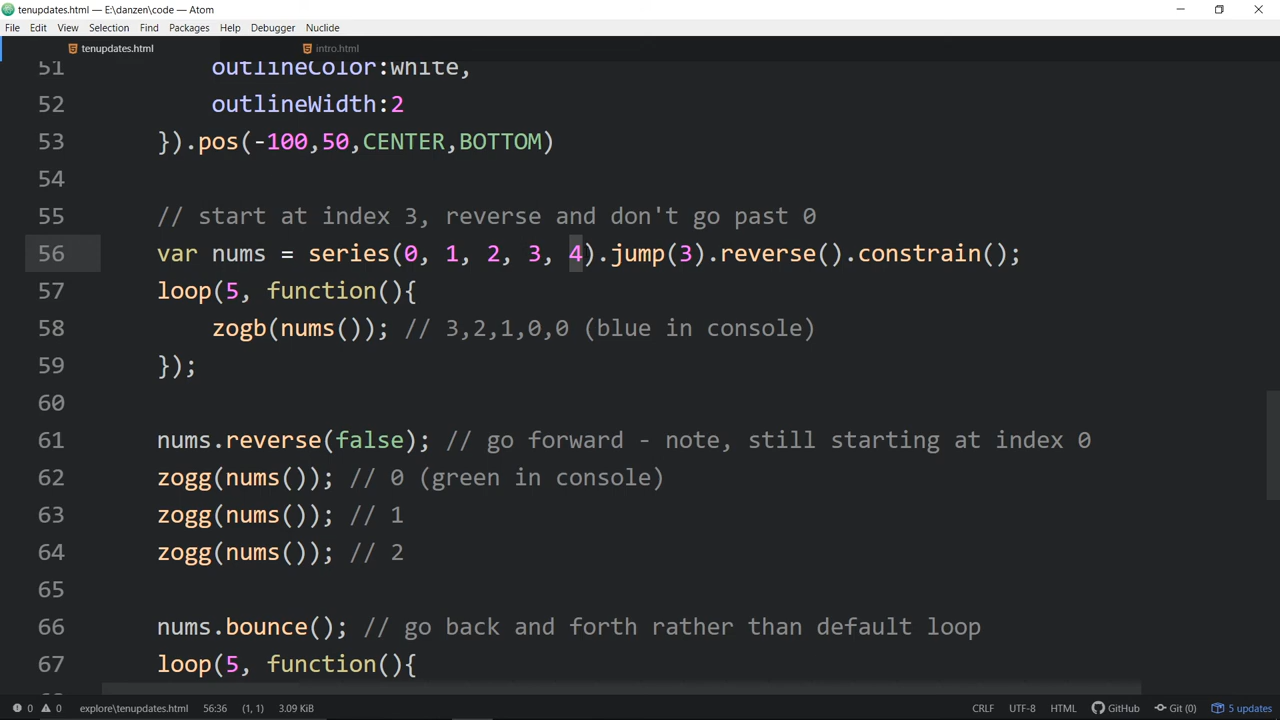 tenupdates.html — E:\danzen\code — Atom
File Edit View Selection Find Packages Help Debugger Nuclide
tenupdates.html intro.html
51 outlineColor:white,
52 outlineWidth:2
53 }).pos(-100,50,CENTER,BOTTOM)
54
55 // start at index 3, reverse and don't go past 0
56 var nums = series(0, 1, 2, 3, 4).jump(3).reverse().constrain();
57 loop(5, function(){
58 zogb(nums()); // 3,2,1,0,0 (blue in console)
59 });
60
61 nums.reverse(false); // go forward - note, still starting at index 0
62 zogg(nums()); // 0 (green in console)
63 zogg(nums()); // 1
64 zogg(nums()); // 2
65
66 nums.bounce(); // go back and forth rather than default loop
67 loop(5, function(){
0 0 explore\tenupdates.html 56:36 (1, 1) 3.09 KiB CRLF UTF-8 HTML GitHub Git (0) 5 updates